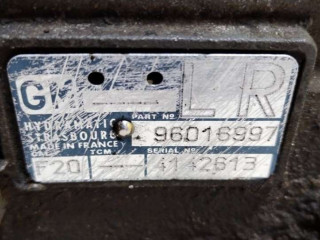 GM LR
HYDRAMATIC PART Nº
STRASBOURG 96016997
MADE IN FRANCE
TCM SERIAL Nº
F20 4142613